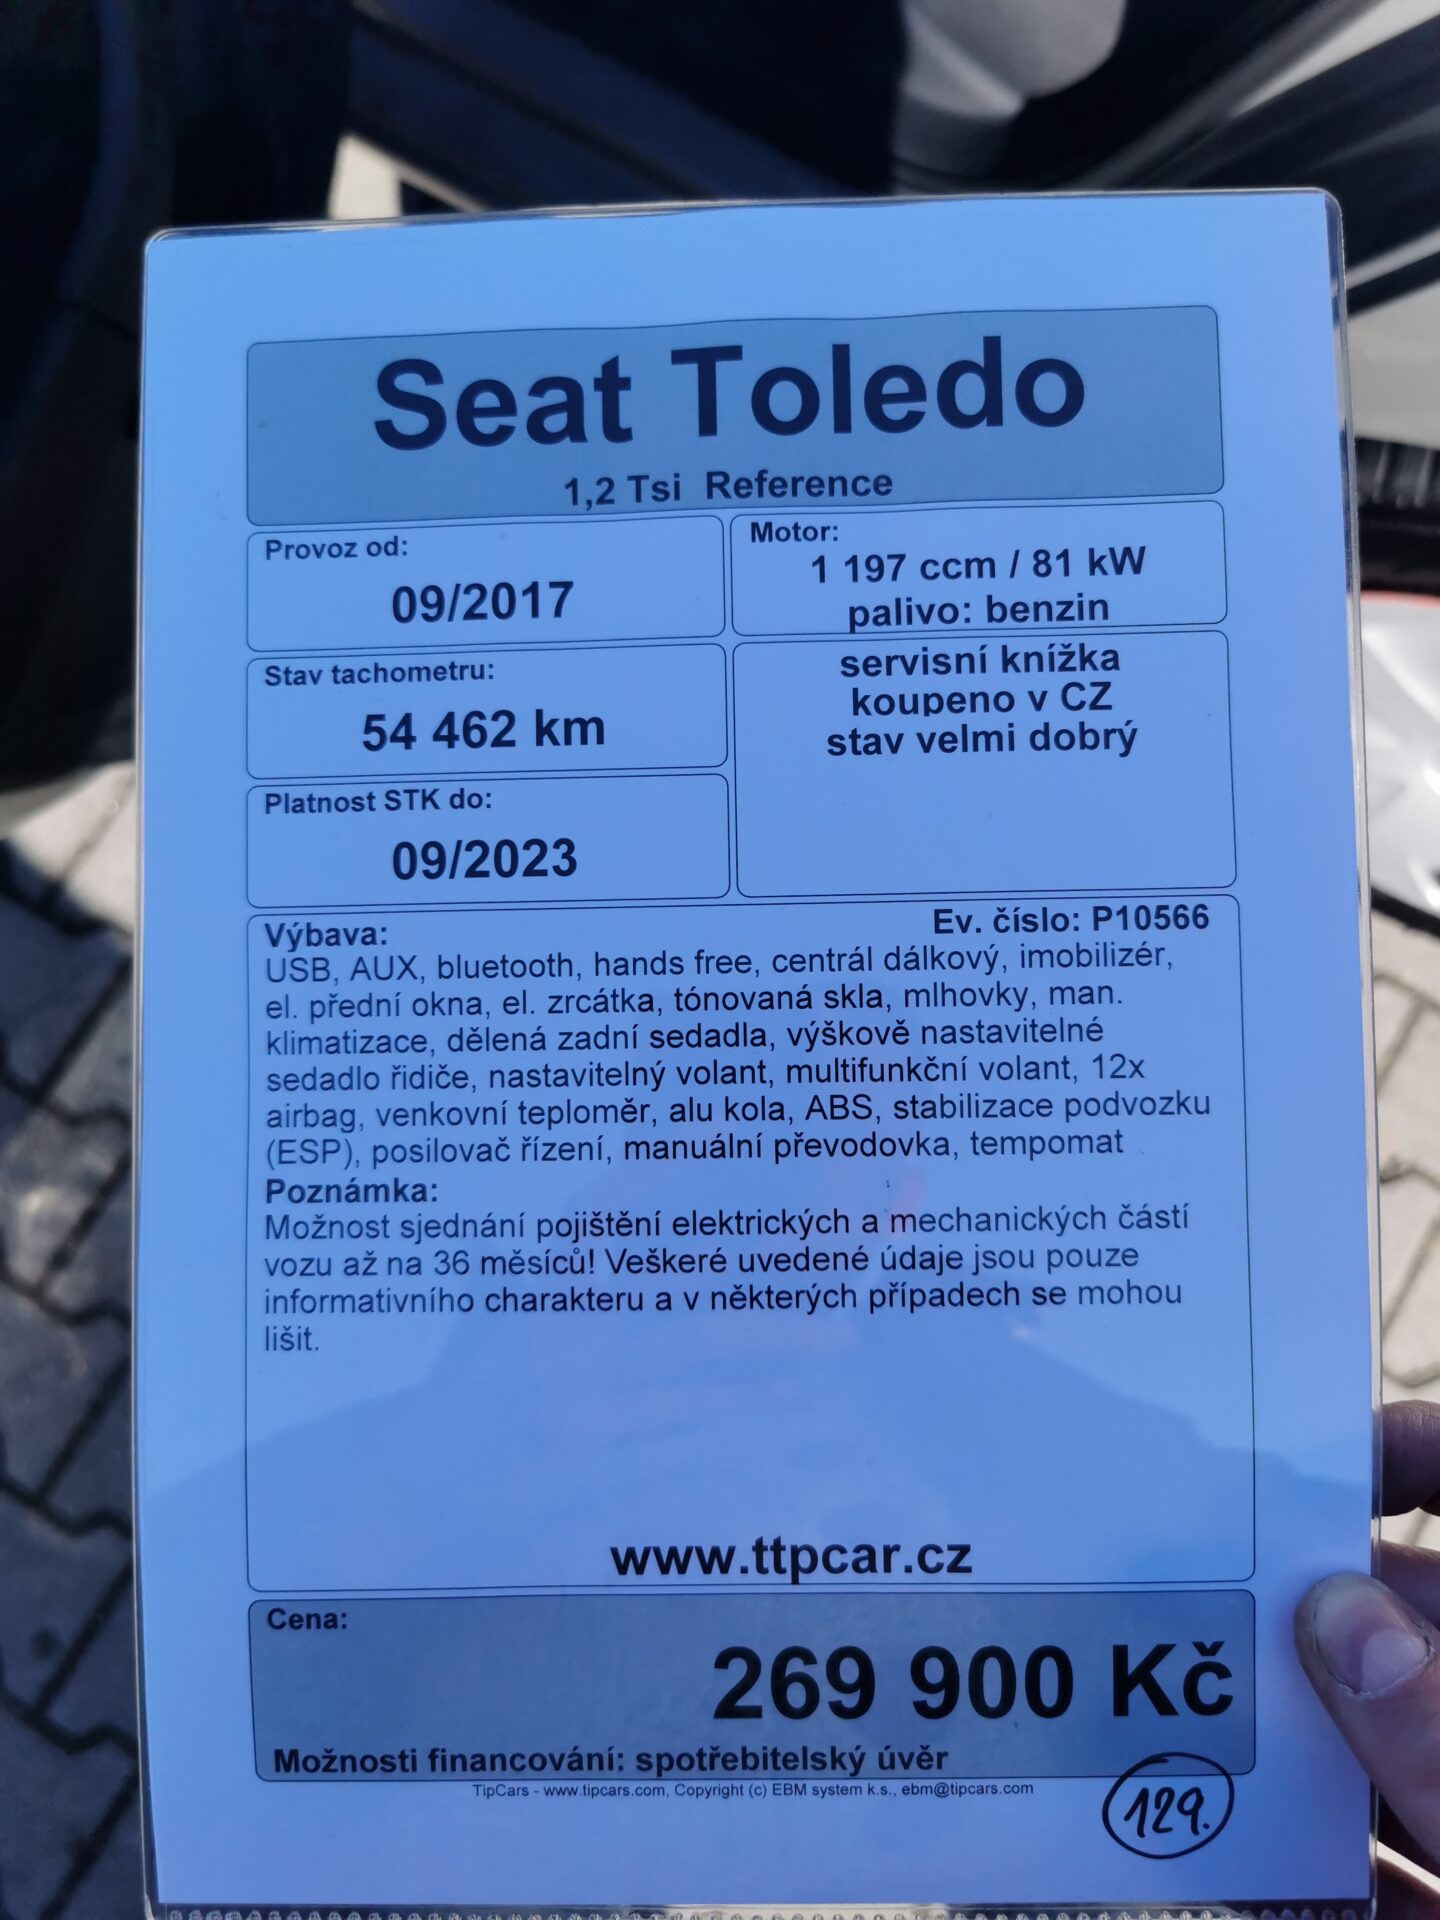 Seat Toledo
1,2 Tsi Reference
Provoz od:
09/2017
Motor:
1 197 ccm / 81 kW
palivo: benzin
Stav tachometru:
54 462 km
servisní knížka
koupeno v CZ
stav velmi dobrý
Platnost STK do:
09/2023
Výbava:
Ev. číslo: P10566
USB, AUX, bluetooth, hands free, centrál dálkový, imobilizér,
el. přední okna, el. zrcátka, tónovaná skla, mlhovky, man.
klimatizace, dělená zadní sedadla, výškově nastavitelné
sedadlo řidiče, nastavitelný volant, multifunkční volant, 12x
airbag, venkovní teploměr, alu kola, ABS, stabilizace podvozku
(ESP), posilovač řízení, manuální převodovka, tempomat
Poznámka:
Možnost sjednání pojištění elektrických a mechanických částí
vozu až na 36 měsíců! Veškeré uvedené údaje jsou pouze
informativního charakteru a v některých případech se mohou
lišit.
www.ttpcar.cz
Cena:
269 900 Kč
Možnosti financování: spotřebitelský úvěr
TipCars - www.tipcars.com, Copyright (c) EBM system k.s., ebm@tipcars.com
129.